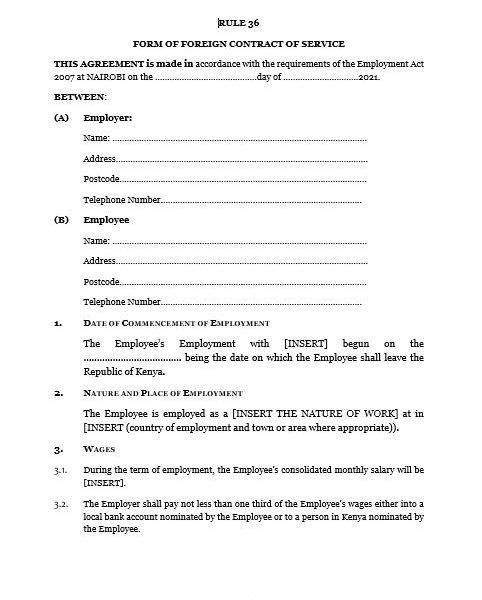 RULE 36
FORM OF FOREIGN CONTRACT OF SERVICE
THIS AGREEMENT is made in accordance with the requirements of the Employment Act
2007 at NAIROBI on the .......................................day of .............................2021.
BETWEEN:
(A) Employer:
Name: ...................................................................................................
Address.................................................................................................
Postcode................................................................................................
Telephone Number..............................................................................
(B) Employee
Name: ...................................................................................................
Address.................................................................................................
Postcode................................................................................................
Telephone Number..............................................................................
1. DATE OF COMMENCEMENT OF EMPLOYMENT
The Employee's Employment with [INSERT] begun on the
................................... being the date on which the Employee shall leave the
Republic of Kenya.
2. NATURE AND PLACE OF EMPLOYMENT
The Employee is employed as a [INSERT THE NATURE OF WORK] at in
[INSERT (country of employment and town or area where appropriate)).
3. WAGES
3.1. During the term of employment, the Employee's consolidated monthly salary will be
[INSERT].
3.2. The Employer shall pay not less than one third of the Employee's wages either into a
local bank account nominated by the Employee or to a person in Kenya nominated by
the Employee.